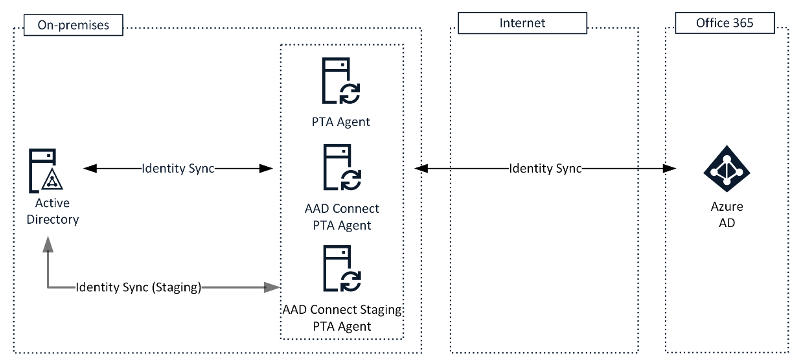 On-premises
Internet
Office 365
PTA Agent
Identity Sync
Identity Sync
Active
Directory
AAD Connect
PTA Agent
Azure
AD
Identity Sync (Staging)
AAD Connect Staging
PTA Agent